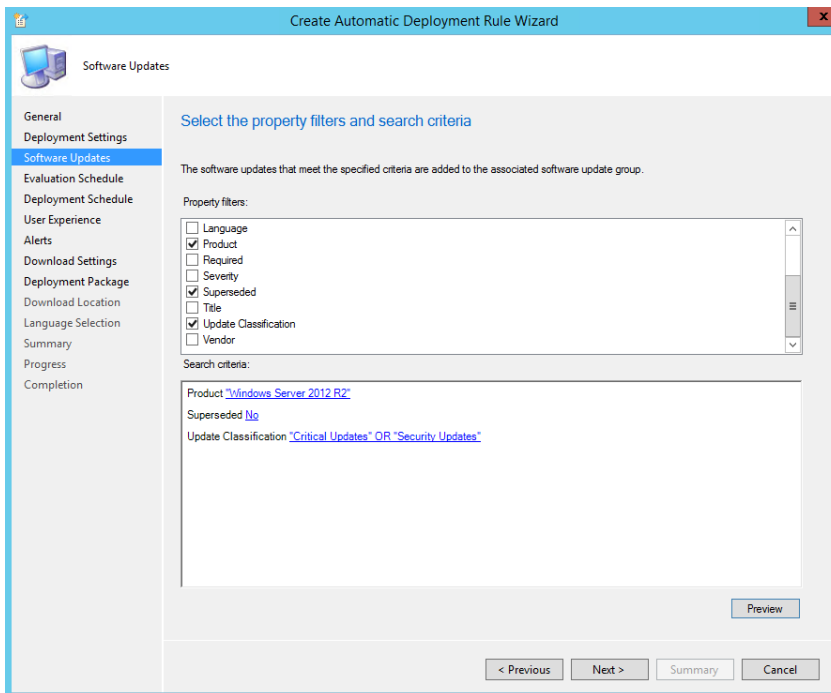 Create Automatic Deployment Rule Wizard
x
Software Updates
General
Deployment Settings
Software Updates
Evaluation Schedule
Deployment Schedule
User Experience
Alerts
Download Settings
Deployment Package
Download Location
Language Selection
Summary
Progress
Completion
Select the property filters and search criteria
The software updates that meet the specified criteria are added to the associated software update group.
Property filters:
Language
Product
Required
Severity
Superseded
Title
Update Classification
Vendor
Search criteria:
Product "Windows Server 2012 R2"
Superseded No
Update Classification "Critical Updates" OR "Security Updates"
Preview
< Previous
Next >
Summary
Cancel